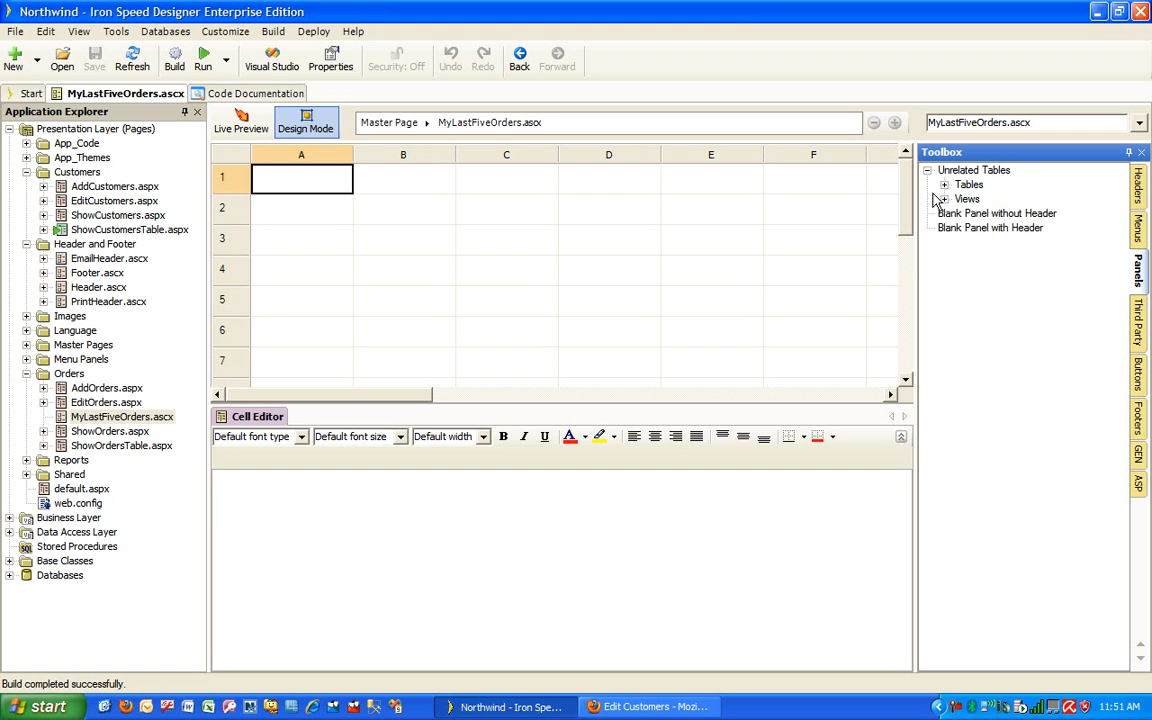 Northwind - Iron Speed Designer Enterprise Edition
File Edit View Tools Databases Customize Build Deploy Help
New Open Save Refresh Build Run Visual Studio Properties Security: Off Undo Redo Back Forward
Start MyLastFiveOrders.ascx Code Documentation
Application Explorer
Presentation Layer (Pages)
App_Code
App_Themes
Customers
AddCustomers.aspx
EditCustomers.aspx
ShowCustomers.aspx
ShowCustomersTable.aspx
Header and Footer
EmailHeader.ascx
Footer.ascx
Header.ascx
PrintHeader.ascx
Images
Language
Master Pages
Menu Panels
Orders
AddOrders.aspx
EditOrders.aspx
MyLastFiveOrders.ascx
ShowOrders.aspx
ShowOrdersTable.aspx
Reports
Shared
default.aspx
web.config
Business Layer
Data Access Layer
Stored Procedures
Base Classes
Databases
Live Preview Design Mode
Master Page MyLastFiveOrders.ascx
MyLastFiveOrders.ascx
A B C D E F
1
2
3
4
5
6
7
Cell Editor
Default font type Default font size Default width B I U A
Toolbox
Unrelated Tables
Tables
Views
Blank Panel without Header
Blank Panel with Header
Headers
Menus
Panels
Third Party
Buttons
Footers
GEN
ASP
Build completed successfully.
start Northwind - Iron Spe... Edit Customers - Mozi... 11:51 AM